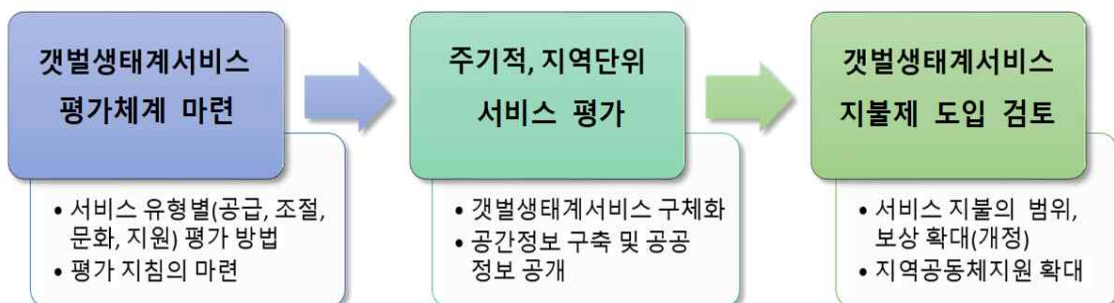 갯벌생태계서비스
평가체계 마련
• 서비스 유형별(공급, 조절,
문화, 지원) 평가 방법
• 평가 지침의 마련
주기적, 지역단위
서비스 평가
• 갯벌생태계서비스 구체화
• 공간정보 구축 및 공공
정보 공개
갯벌생태계서비스
지불제 도입 검토
• 서비스 지불의 범위,
보상 확대(개정)
• 지역공동체지원 확대